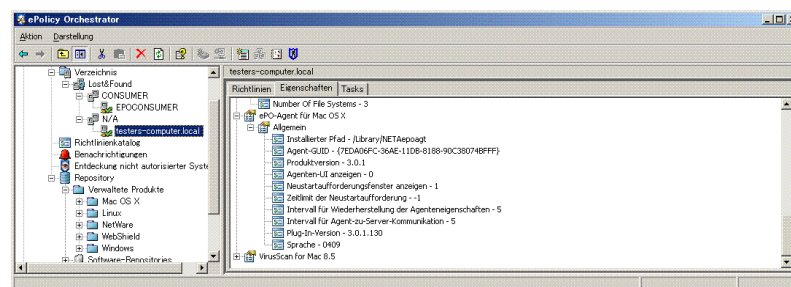 ePolicy Orchestrator
Aktion Darstellung
testers-computer.local
Verzeichnis
Lost&Found
CONSUMER
EPOCONSUMER
N/A
testers-computer.local
Richtlinienkatalog
Benachrichtigungen
Entdeckung nicht autorisierter Syste
Repository
Verwaltete Produkte
Mac OS X
Linux
NetWare
WebShield
Windows
Software-Repositories
Richtlinien Eigenschaften Tasks
Number Of File Systems - 3
ePO-Agent für Mac OS X
Allgemein
Installierter Pfad - /Library/NETAepoagt
Agent-GUID - {7EDA06FC-36AE-11DB-8188-90C38074BFFF}
Produktversion - 3.0.1
Agenten-UI anzeigen - 0
Neustartaufforderungsfenster anzeigen - 1
Zeitlimit der Neustartaufforderung - -1
Intervall für Wiederherstellung der Agenteneigenschaften - 5
Intervall für Agent-zu-Server-Kommunikation - 5
Plug-In-Version - 3.0.1.130
Sprache - 0409
VirusScan for Mac 8.5